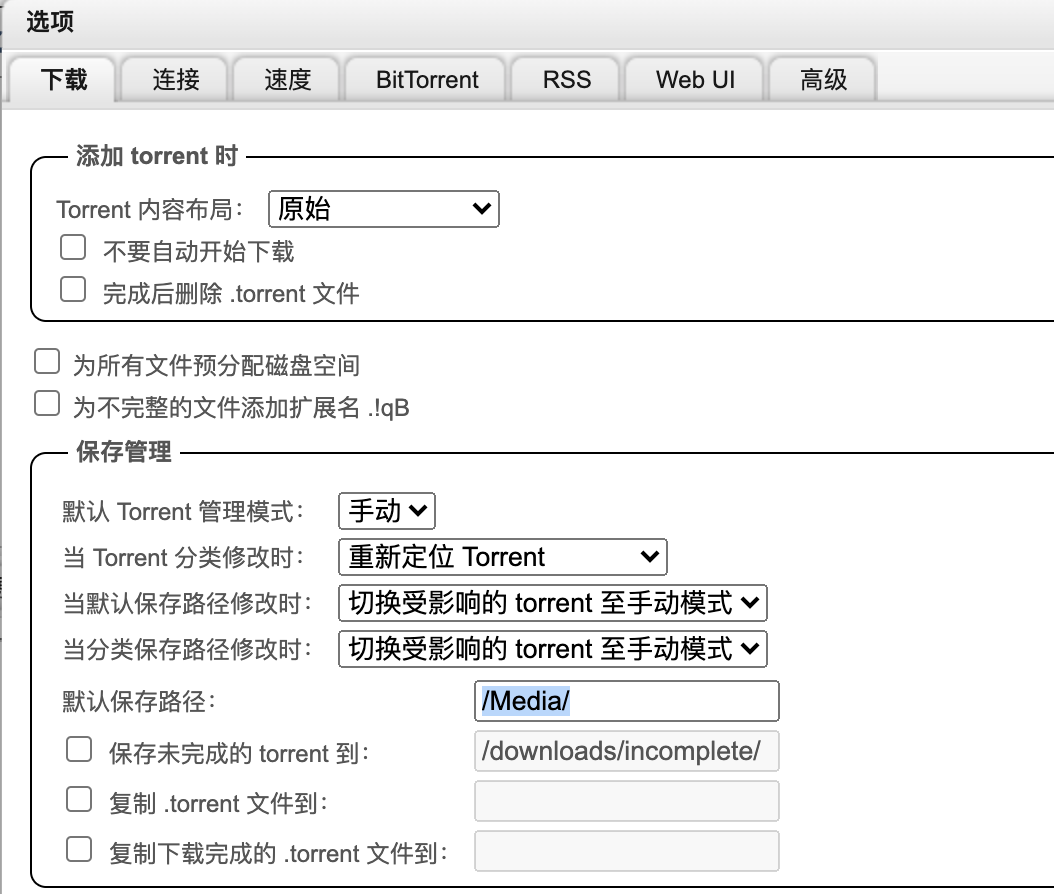 选项
下载 连接 速度 BitTorrent RSS Web UI 高级
添加 torrent 时
Torrent 内容布局： 原始
不要自动开始下载
完成后删除 .torrent 文件
为所有文件预分配磁盘空间
为不完整的文件添加扩展名 .!qB
保存管理
默认 Torrent 管理模式： 手动
当 Torrent 分类修改时： 重新定位 Torrent
当默认保存路径修改时： 切换受影响的 torrent 至手动模式
当分类保存路径修改时： 切换受影响的 torrent 至手动模式
默认保存路径： /Media/
保存未完成的 torrent 到： /downloads/incomplete/
复制 .torrent 文件到：
复制下载完成的 .torrent 文件到：